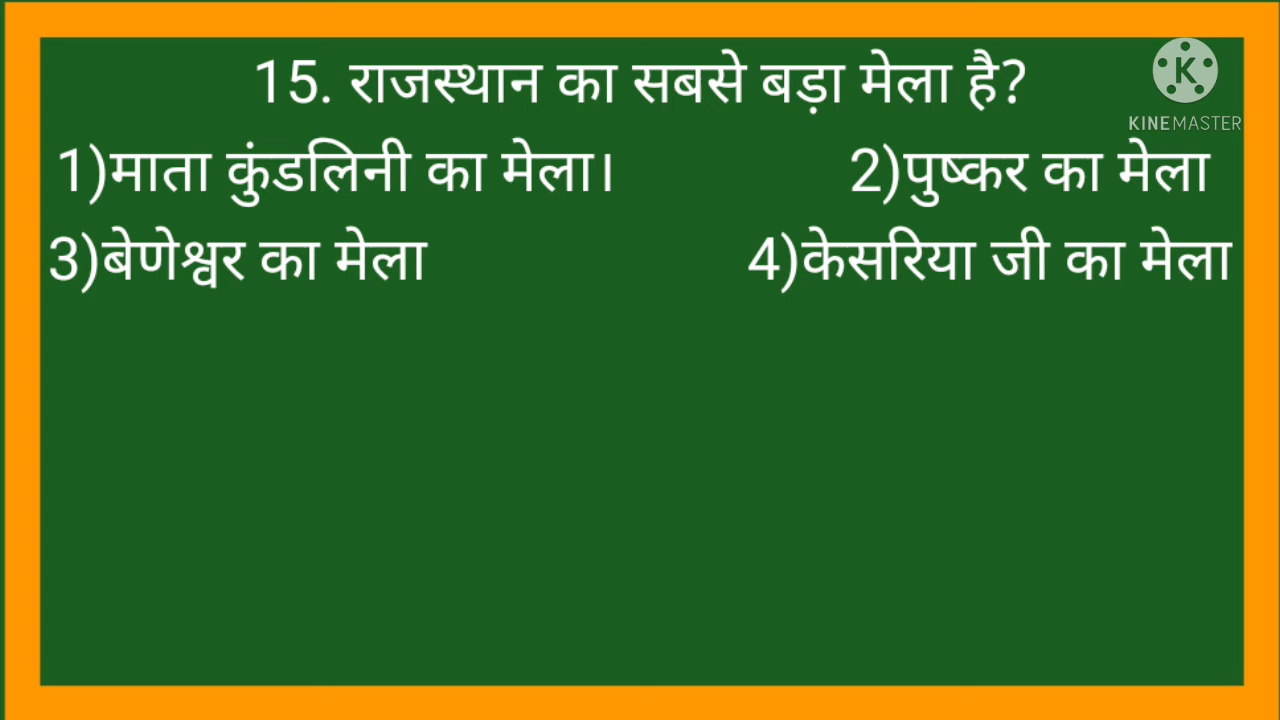 15. राजस्थान का सबसे बड़ा मेला है?
K
KINEMASTER
1)माता कुंडलिनी का मेला। 2)पुष्कर का मेला
3)बेणेश्वर का मेला 4)केसरिया जी का मेला